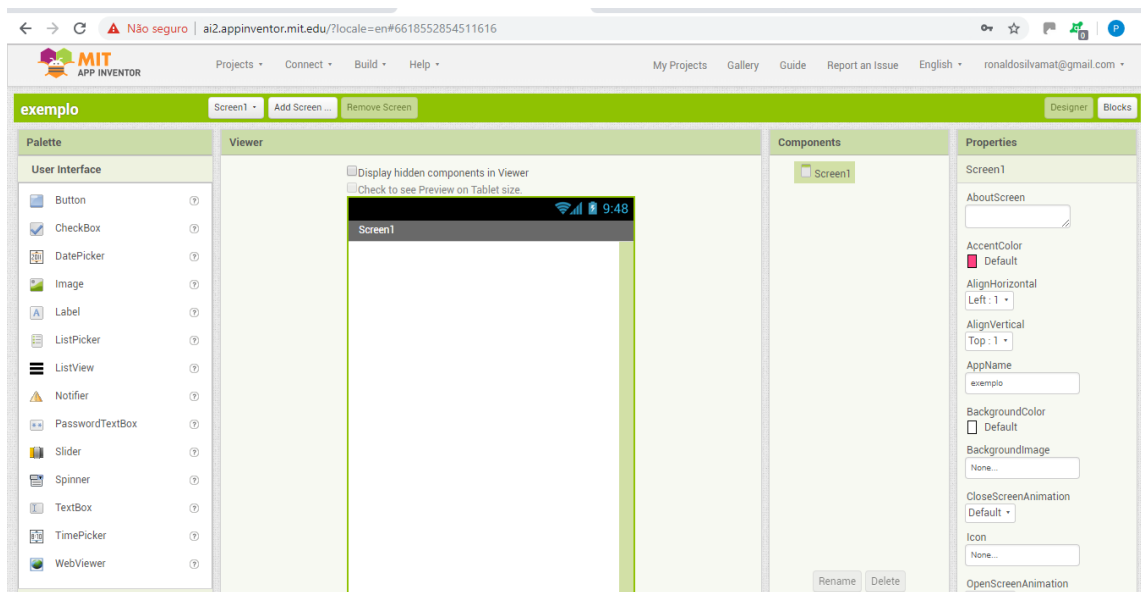 Não seguro | ai2.appinventor.mit.edu/?locale=en#6618552854511616
0
P
MIT
APP INVENTOR
Projects
Connect
Build
Help
My Projects
Gallery
Guide
Report an Issue
English
ronaldosilvamat@gmail.com
exemplo
Screen1
Add Screen ...
Remove Screen
Designer
Blocks
Palette
User Interface
Button
CheckBox
DatePicker
Image
Label
ListPicker
ListView
Notifier
PasswordTextBox
Slider
Spinner
TextBox
TimePicker
WebViewer
Viewer
Display hidden components in Viewer
Check to see Preview on Tablet size.
9:48
Screen1
Components
Screen1
Rename
Delete
Properties
Screen1
AboutScreen
AccentColor
Default
AlignHorizontal
Left : 1
AlignVertical
Top : 1
AppName
exemplo
BackgroundColor
Default
BackgroundImage
None...
CloseScreenAnimation
Default
Icon
None...
OpenScreenAnimation